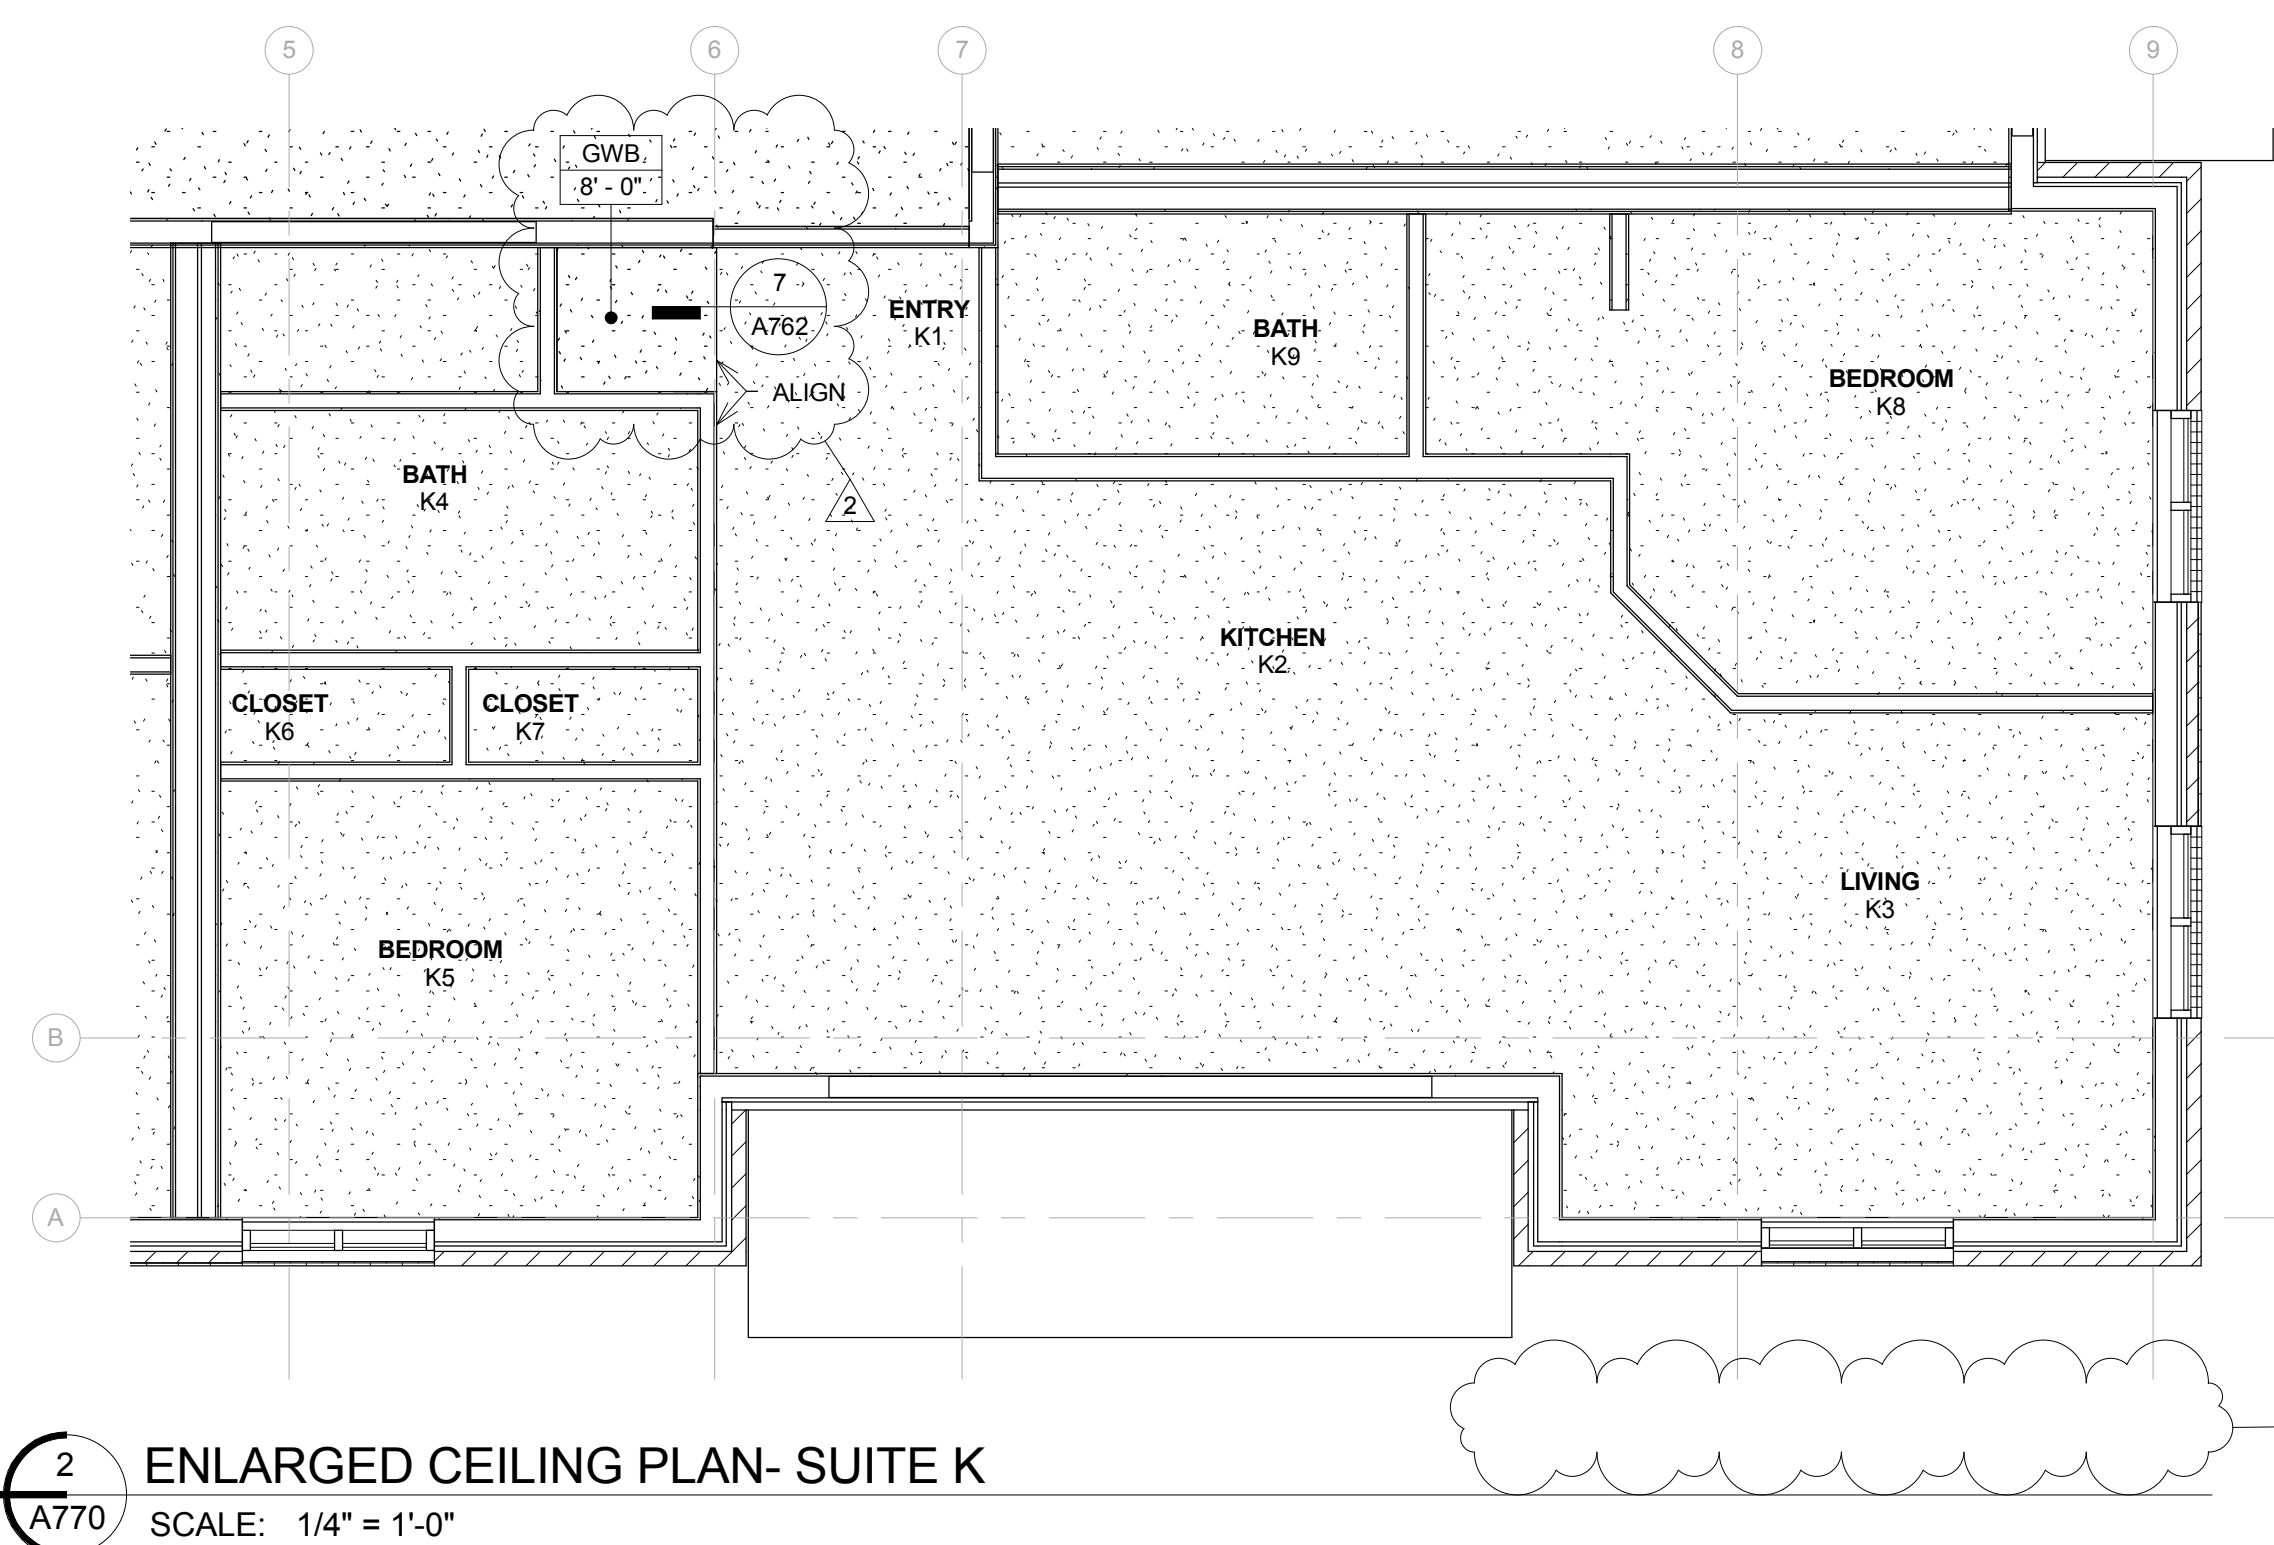 5
6
7
8
9
GWB
8' - 0"
7
A762
ENTRY
K1
ALIGN
2
BATH
K9
BEDROOM
K8
BATH
K4
KITCHEN
K2
CLOSET
K6
CLOSET
K7
LIVING
K3
BEDROOM
K5
B
A
2
A770
ENLARGED CEILING PLAN- SUITE K
SCALE: 1/4" = 1'-0"